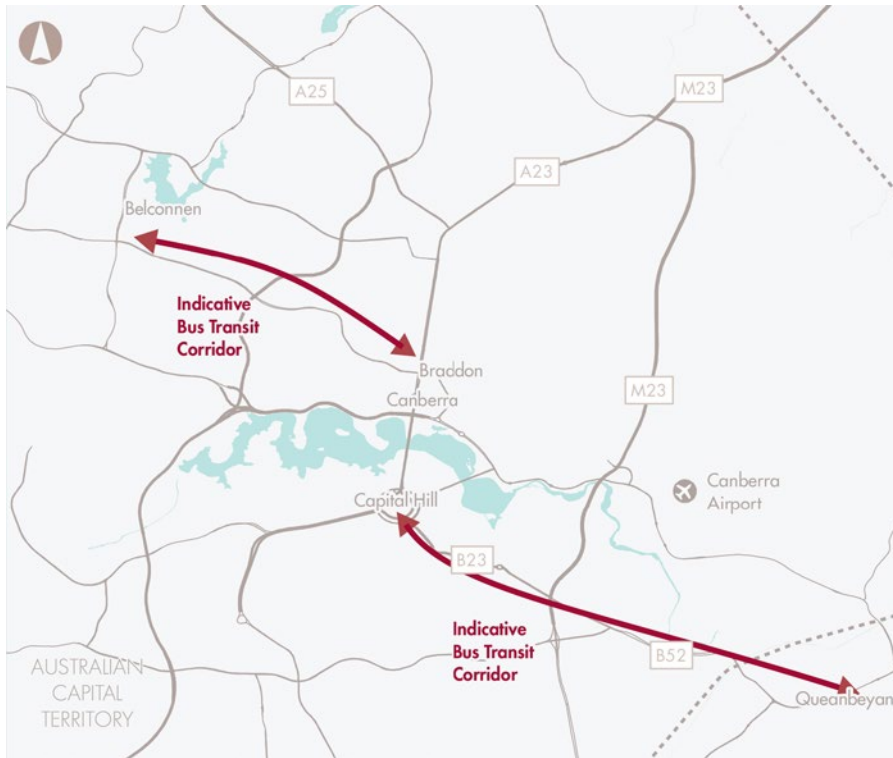 A25
M23
A23
Belconnen
Indicative
Bus Transit
Corridor
Braddon
Canberra
M23
Canberra
Airport
Capital Hill
B23
Indicative
Bus Transit
Corridor
B52
AUSTRALIAN
CAPITAL
TERRITORY
Queanbeyan